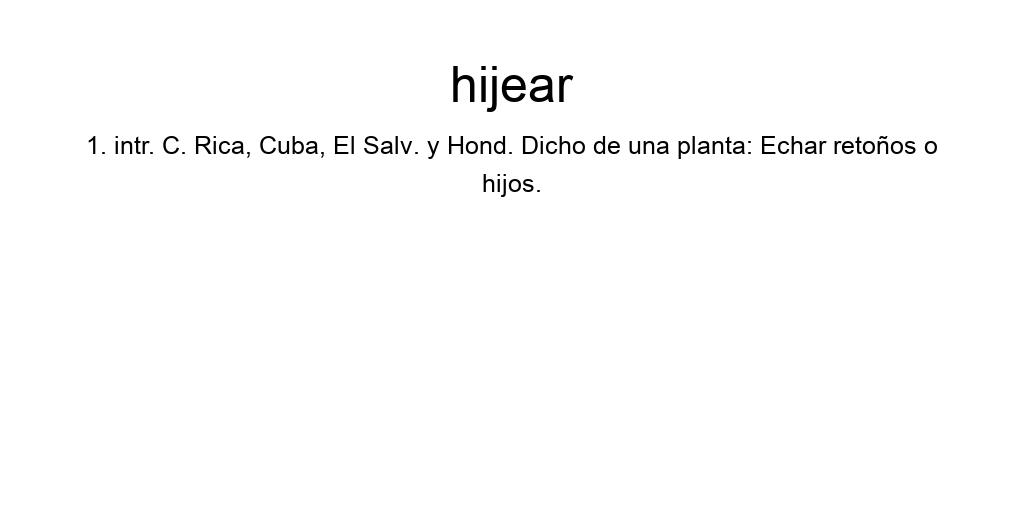 hijear
1. intr. C. Rica, Cuba, El Salv. y Hond. Dicho de una planta: Echar retoños o
hijos.